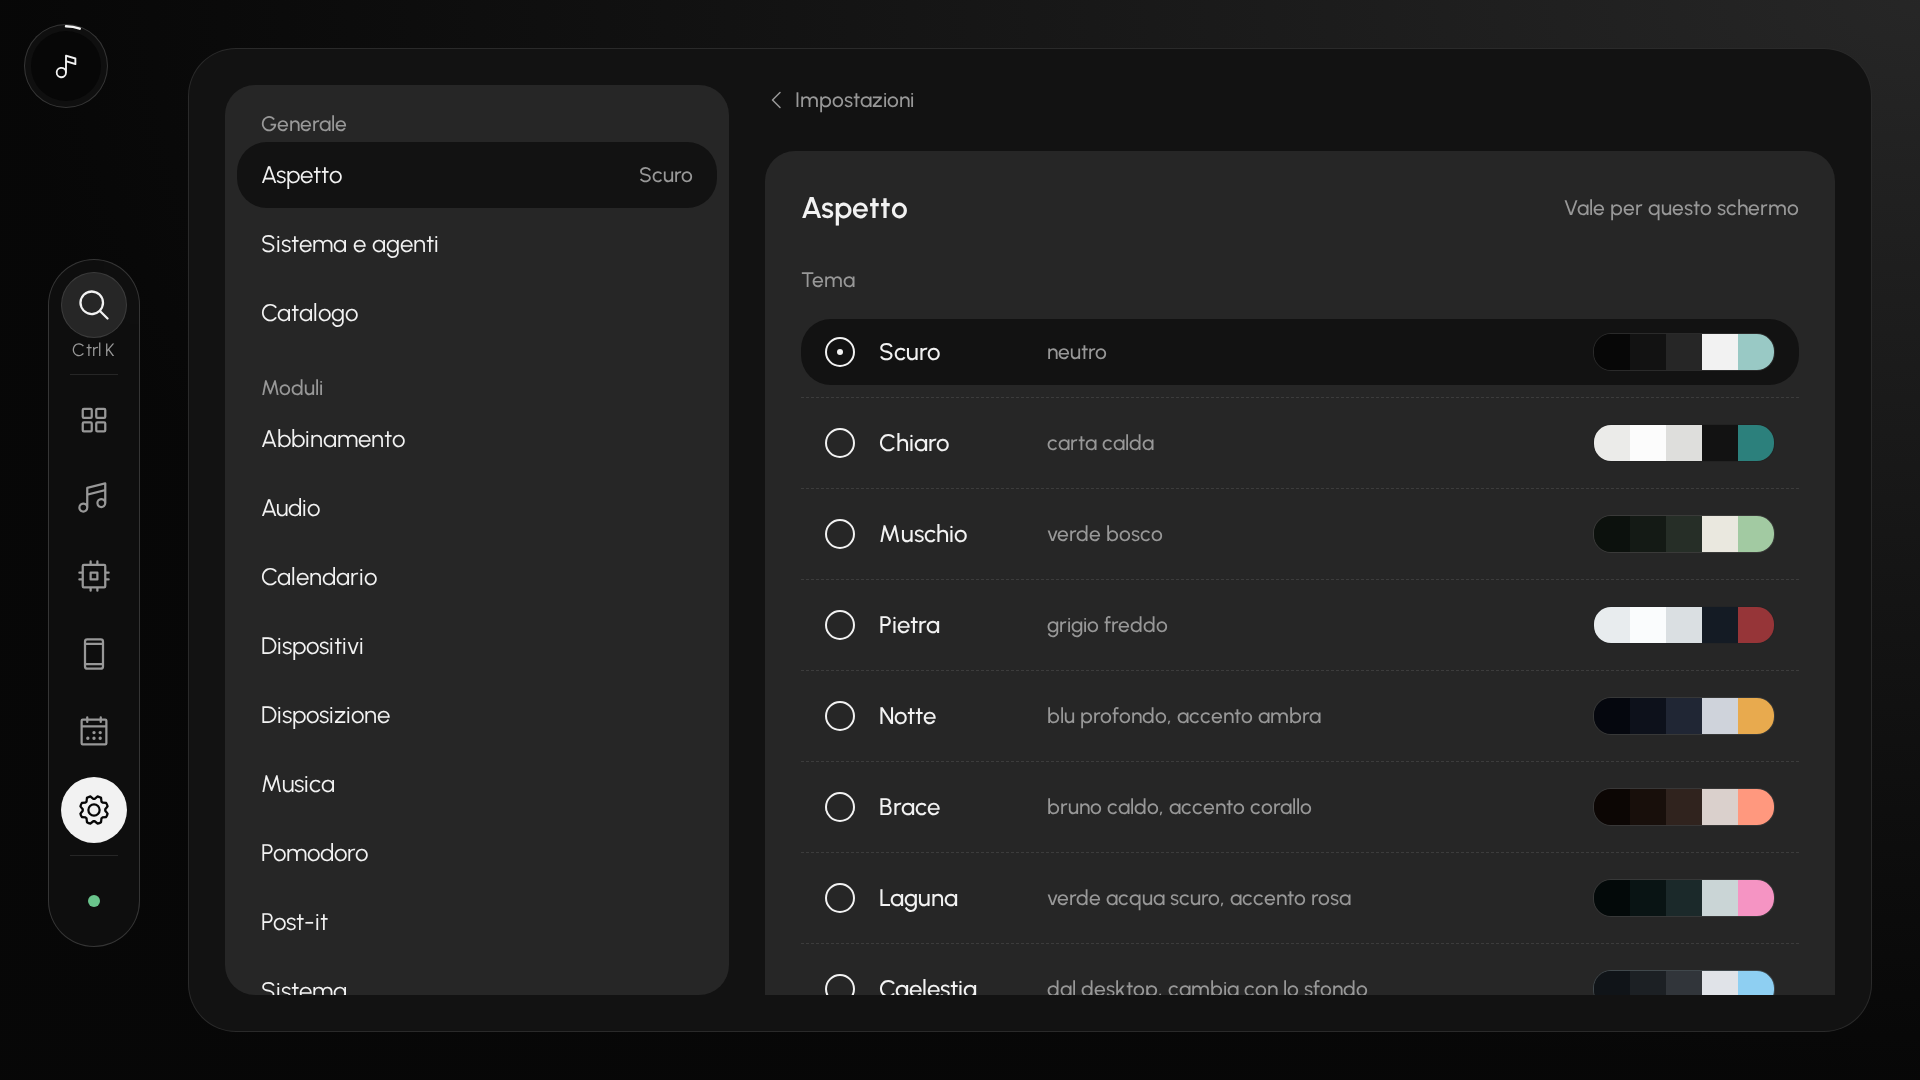 Impostazioni
Generale
Aspetto Scuro
Sistema e agenti
Catalogo
Moduli
Abbinamento
Audio
Calendario
Dispositivi
Disposizione
Musica
Pomodoro
Post-it
Sistema
Ctrl K
Aspetto Vale per questo schermo
Tema
Scuro neutro
Chiaro carta calda
Muschio verde bosco
Pietra grigio freddo
Notte blu profondo, accento ambra
Brace bruno caldo, accento corallo
Laguna verde acqua scuro, accento rosa
Caelestia dal desktop, cambia con lo sfondo